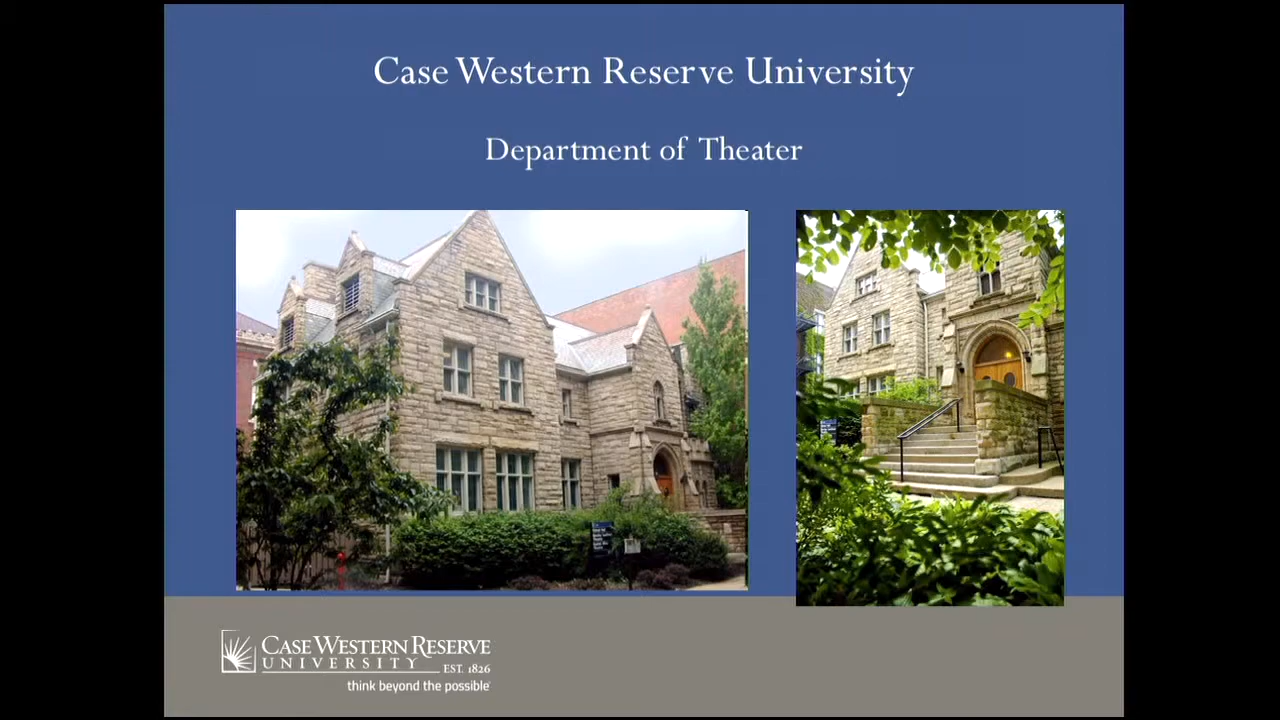 Case Western Reserve University
Department of Theater
CASE WESTERN RESERVE
UNIVERSITY EST. 1826
think beyond the possible